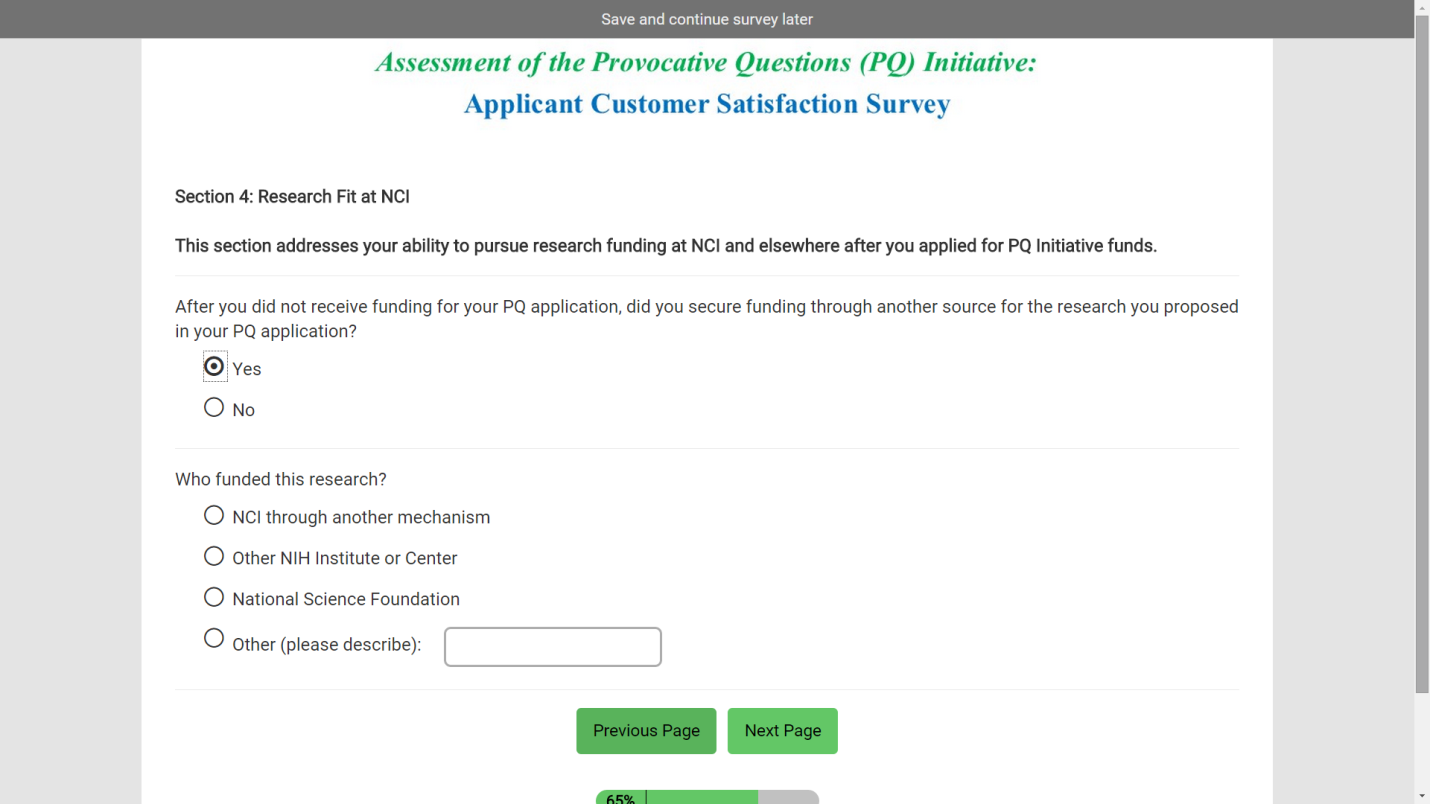 Save and continue survey later
Assessment of the Provocative Questions (PQ) Initiative:
Applicant Customer Satisfaction Survey
Section 4: Research Fit at NCI
This section addresses your ability to pursue research funding at NCI and elsewhere after you applied for PQ Initiative funds.
After you did not receive funding for your PQ application, did you secure funding through another source for the research you proposed
in your PQ application?
Yes
No
Who funded this research?
NCI through another mechanism
Other NIH Institute or Center
National Science Foundation
Other (please describe):
Previous Page Next Page
65%